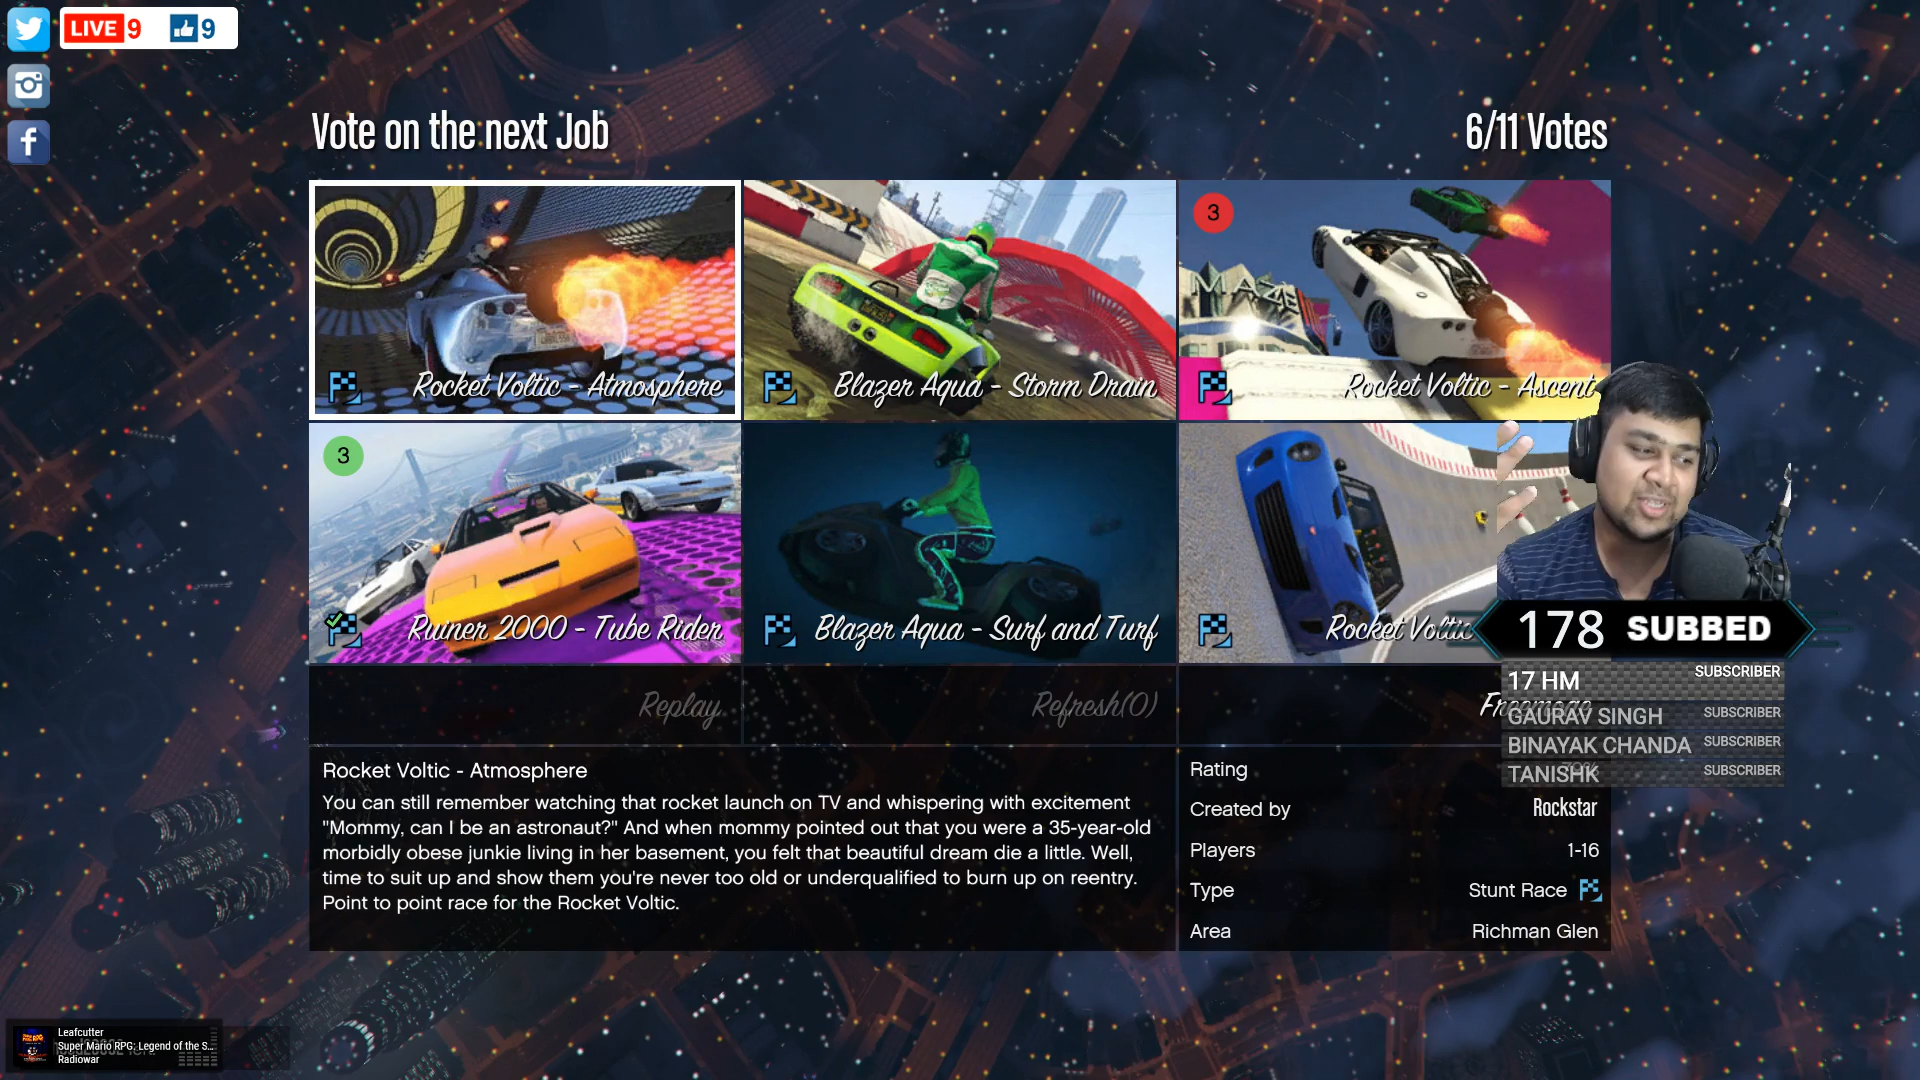 LIVE 9 9
f
Vote on the next Job
6/11 Votes
3
MAZE
Rocket Voltic - Atmosphere
Blazer Aqua - Storm Drain
Rocket Voltic - Ascent
3
Ruiner 2000 - Tube Rider
Blazer Aqua - Surf and Turf
Rocket Voltic
178 SUBBED
17 HM SUBSCRIBER
GAURAV SINGH SUBSCRIBER
BINAYAK CHANDA SUBSCRIBER
TANISHK SUBSCRIBER
Replay
Refresh(0)
Rocket Voltic - Atmosphere
You can still remember watching that rocket launch on TV and whispering with excitement
"Mommy, can I be an astronaut?" And when mommy pointed out that you were a 35-year-old
morbidly obese junkie living in her basement, you felt that beautiful dream die a little. Well,
time to suit up and show them you're never too old or underqualified to burn up on reentry.
Point to point race for the Rocket Voltic.
Rating
Created by Rockstar
Players 1-16
Type Stunt Race
Area Richman Glen
Leafcutter
Super Mario RPG: Legend of the S...
Radiowar